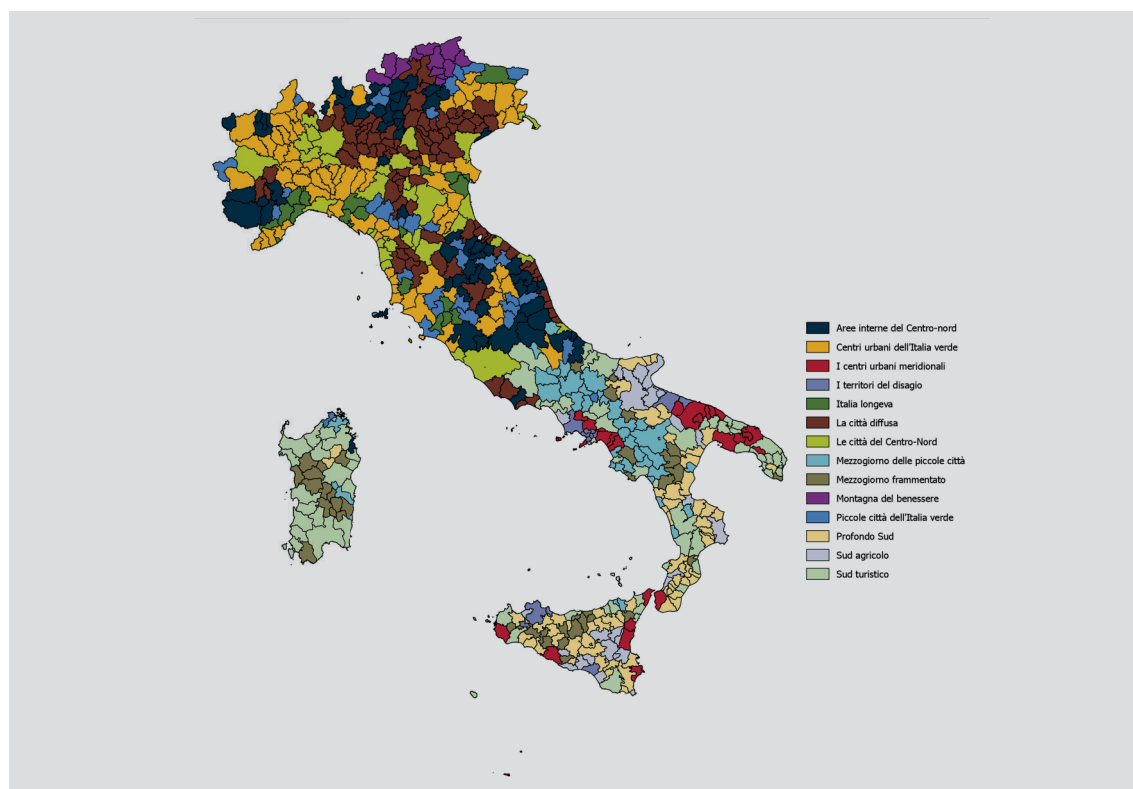 Aree interne del Centro-nord
Centri urbani dell'Italia verde
I centri urbani meridionali
I territori del disagio
Italia longeva
La città diffusa
Le città del Centro-Nord
Mezzogiorno delle piccole città
Mezzogiorno frammentato
Montagna del benessere
Piccole città dell'Italia verde
Profondo Sud
Sud agricolo
Sud turistico